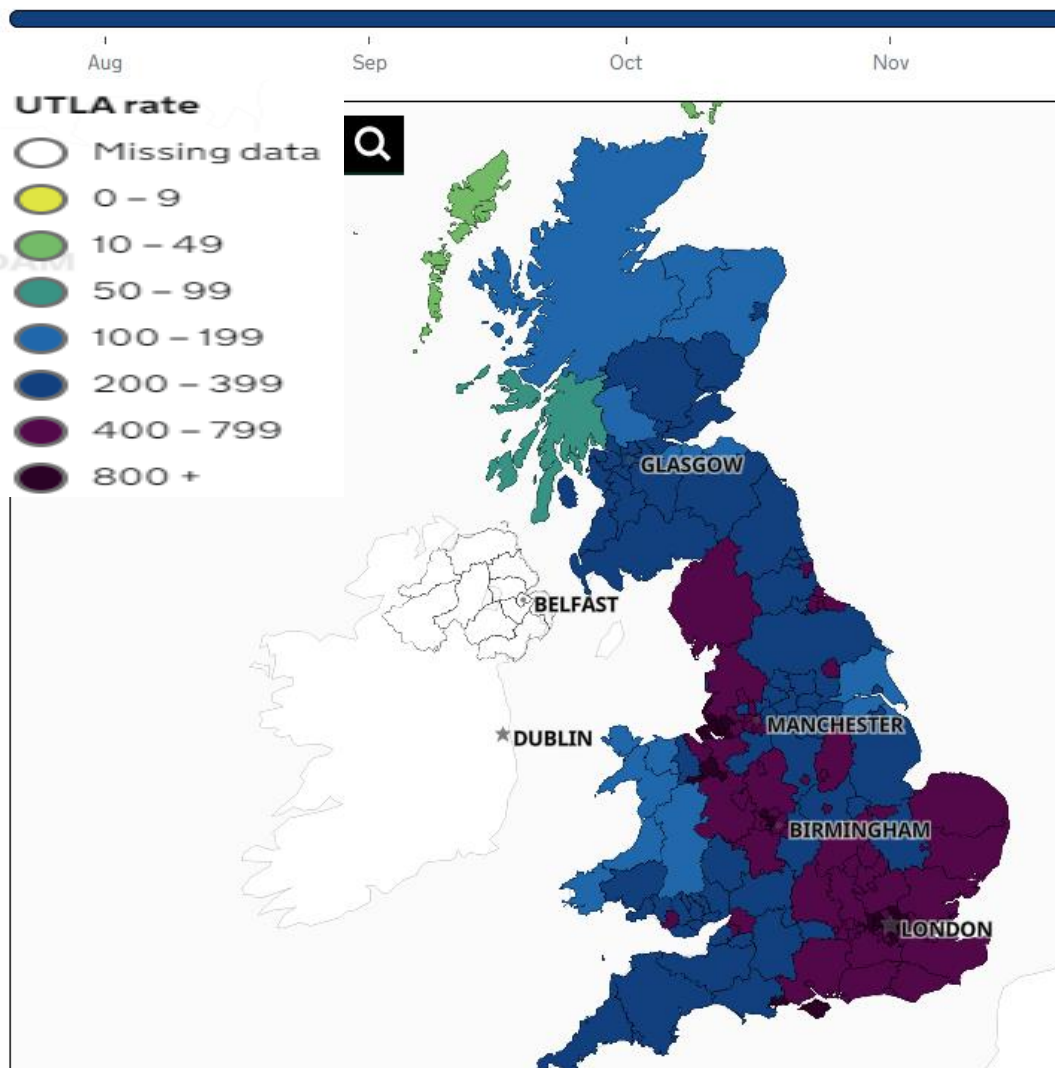 Aug Sep Oct Nov
UTLA rate
Missing data
0 – 9
10 – 49
50 – 99
100 – 199
200 – 399
400 – 799
800 +
GLASGOW
BELFAST
MANCHESTER
DUBLIN
BIRMINGHAM
LONDON